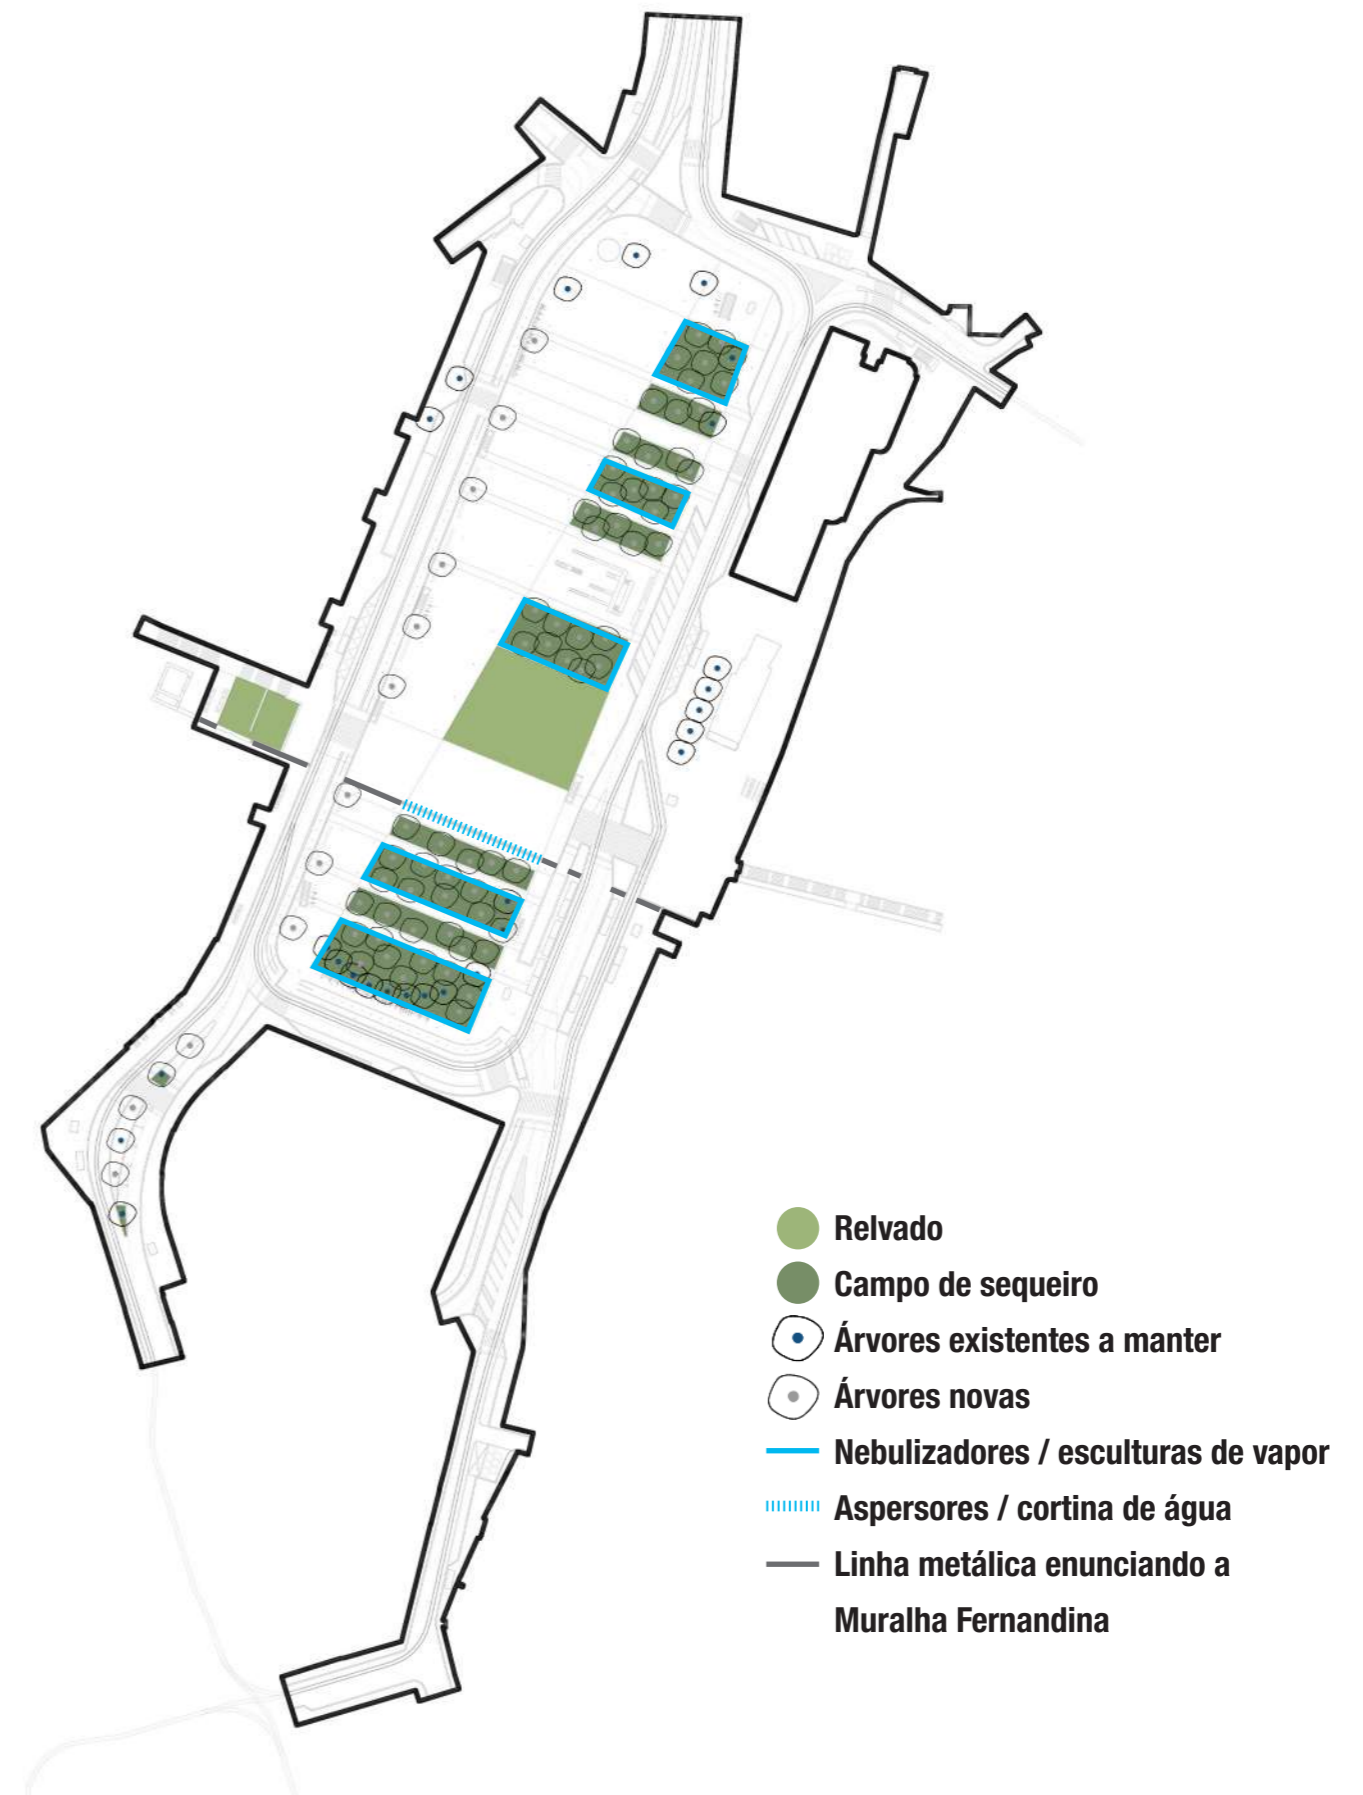 Relvado
Campo de sequeiro
Árvores existentes a manter
Árvores novas
Nebulizadores / esculturas de vapor
Aspersores / cortina de água
Linha metálica enunciando a
Muralha Fernandina